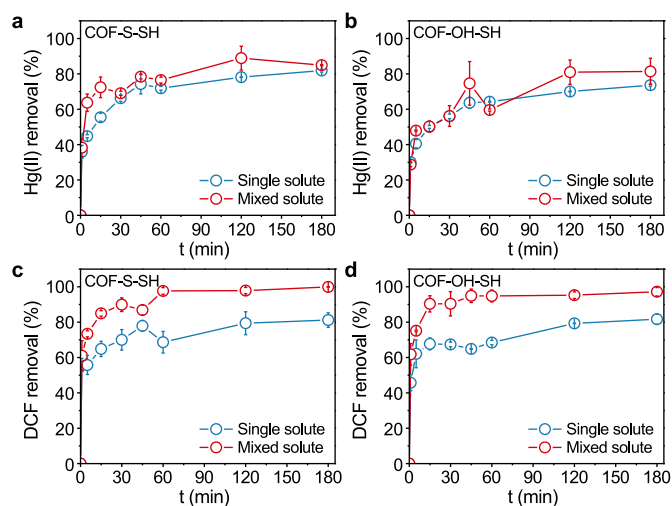 a
COF-S-SH
Hg(II) removal (%)
100
80
60
40
20
0
Single solute
Mixed solute
0 30 60 90 120 150 180
t (min)
b
COF-OH-SH
Hg(II) removal (%)
100
80
60
40
20
0
Single solute
Mixed solute
0 30 60 90 120 150 180
t (min)
c
COF-S-SH
DCF removal (%)
100
80
60
40
20
0
Single solute
Mixed solute
0 30 60 90 120 150 180
t (min)
d
COF-OH-SH
DCF removal (%)
100
80
60
40
20
0
Single solute
Mixed solute
0 30 60 90 120 150 180
t (min)